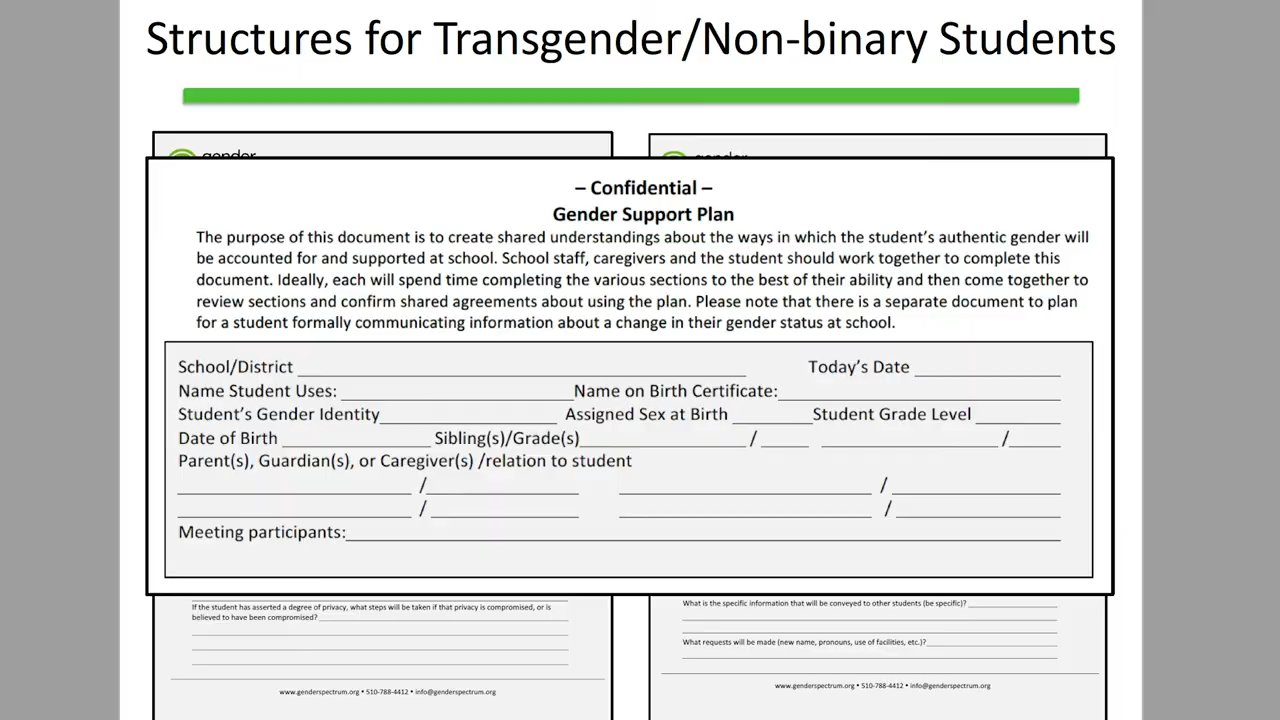 Structures for Transgender/Non-binary Students
gender
gender
– Confidential –
Gender Support Plan
The purpose of this document is to create shared understandings about the ways in which the student’s authentic gender will
be accounted for and supported at school. School staff, caregivers and the student should work together to complete this
document. Ideally, each will spend time completing the various sections to the best of their ability and then come together to
review sections and confirm shared agreements about using the plan. Please note that there is a separate document to plan
for a student formally communicating information about a change in their gender status at school.
School/District Today’s Date
Name Student Uses: Name on Birth Certificate:
Student’s Gender Identity Assigned Sex at Birth Student Grade Level
Date of Birth Sibling(s)/Grade(s) / /
Parent(s), Guardian(s), or Caregiver(s) /relation to student
/ /
/ /
Meeting participants:
If the student has asserted a degree of privacy, what steps will be taken if that privacy is compromised, or is
believed to have been compromised?
www.genderspectrum.org • 510-788-4412 • info@genderspectrum.org
What is the specific information that will be conveyed to other students (be specific)?
What requests will be made (new name, pronouns, use of facilities, etc.)?
www.genderspectrum.org • 510-788-4412 • info@genderspectrum.org